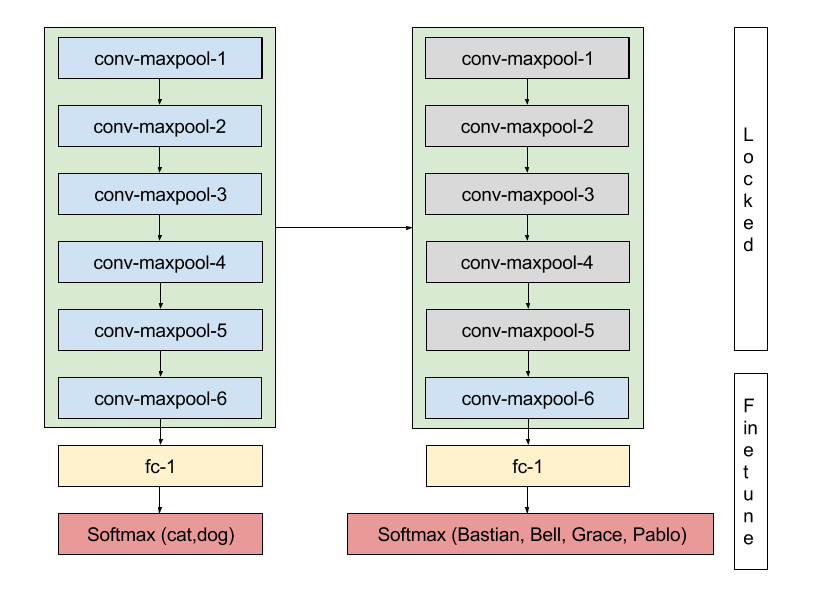 conv-maxpool-1
conv-maxpool-2
conv-maxpool-3
conv-maxpool-4
conv-maxpool-5
conv-maxpool-6
fc-1
Softmax (cat,dog)
conv-maxpool-1
conv-maxpool-2
conv-maxpool-3
conv-maxpool-4
conv-maxpool-5
conv-maxpool-6
fc-1
Softmax (Bastian, Bell, Grace, Pablo)
L
o
c
k
e
d
F
in
e
t
u
n
e